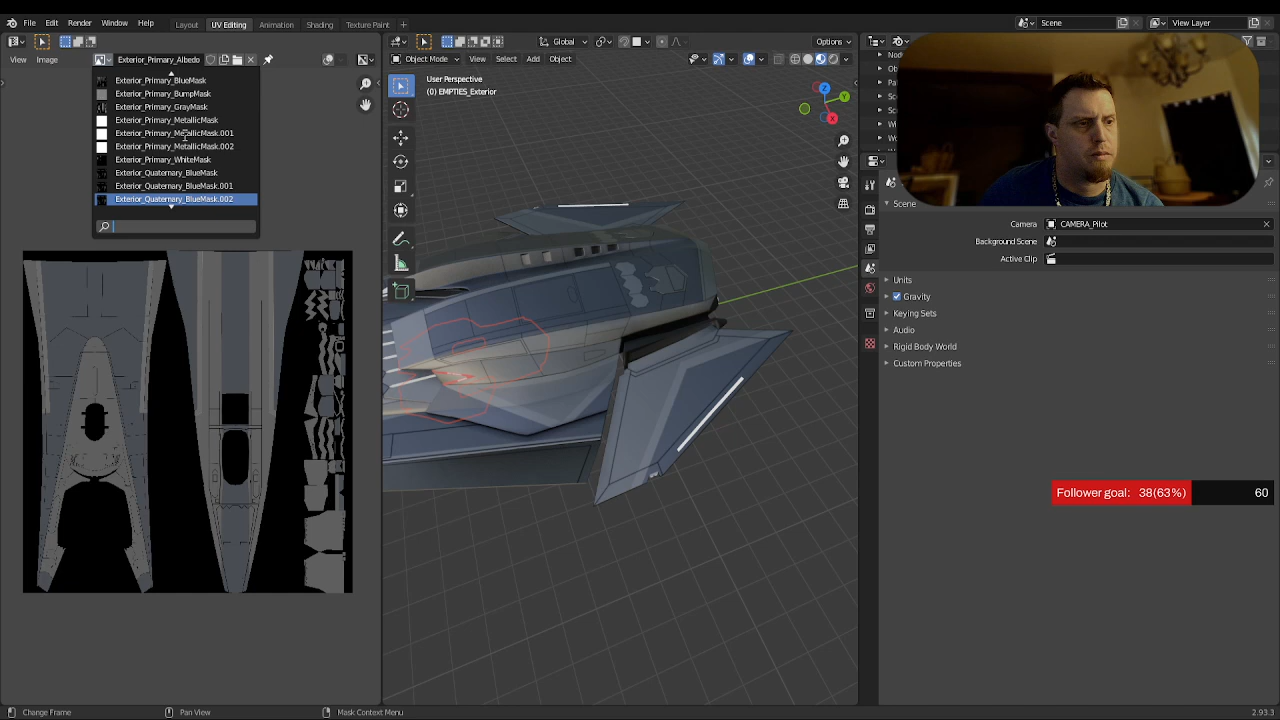 File Edit Render Window Help Layout UV Editing Animation Shading Texture Paint + Scene View Layer
Global Options
View Image Exterior_Primary_Albedo Object Mode View Select Add Object
Exterior_Primary_BlueMask
Exterior_Primary_BumpMask
Exterior_Primary_GrayMask
Exterior_Primary_MetallicMask
Exterior_Primary_MetallicMask.001
Exterior_Primary_MetallicMask.002
Exterior_Primary_WhiteMask
Exterior_Quaternary_BlueMask
Exterior_Quaternary_BlueMask.001
Exterior_Quaternary_BlueMask.002
User Perspective
(0) EMPTIES_Exterior
Z
Y
X
Scene
Camera CAMERA_Pilot
Background Scene
Active Clip
Units
Gravity
Keying Sets
Audio
Rigid Body World
Custom Properties
Follower goal: 38(63%) 60
Change Frame Pan View Mask Context Menu 2.93.3